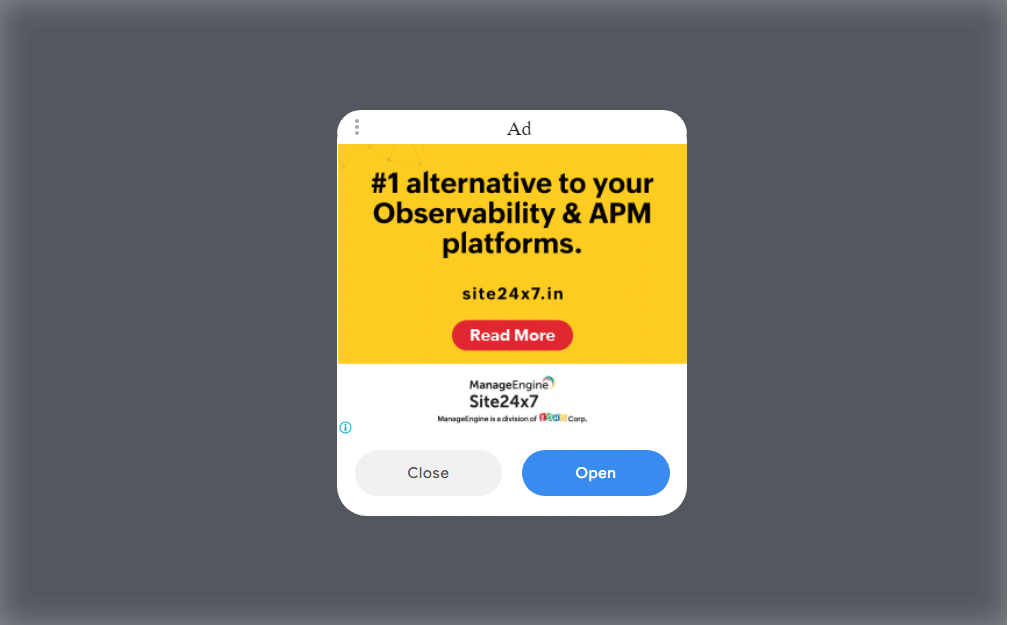 Ad
#1 alternative to your
Observability & APM
platforms.
site24x7.in
Read More
ManageEngine
Site24x7
ManageEngine is a division of ZOHO Corp.
Close Open